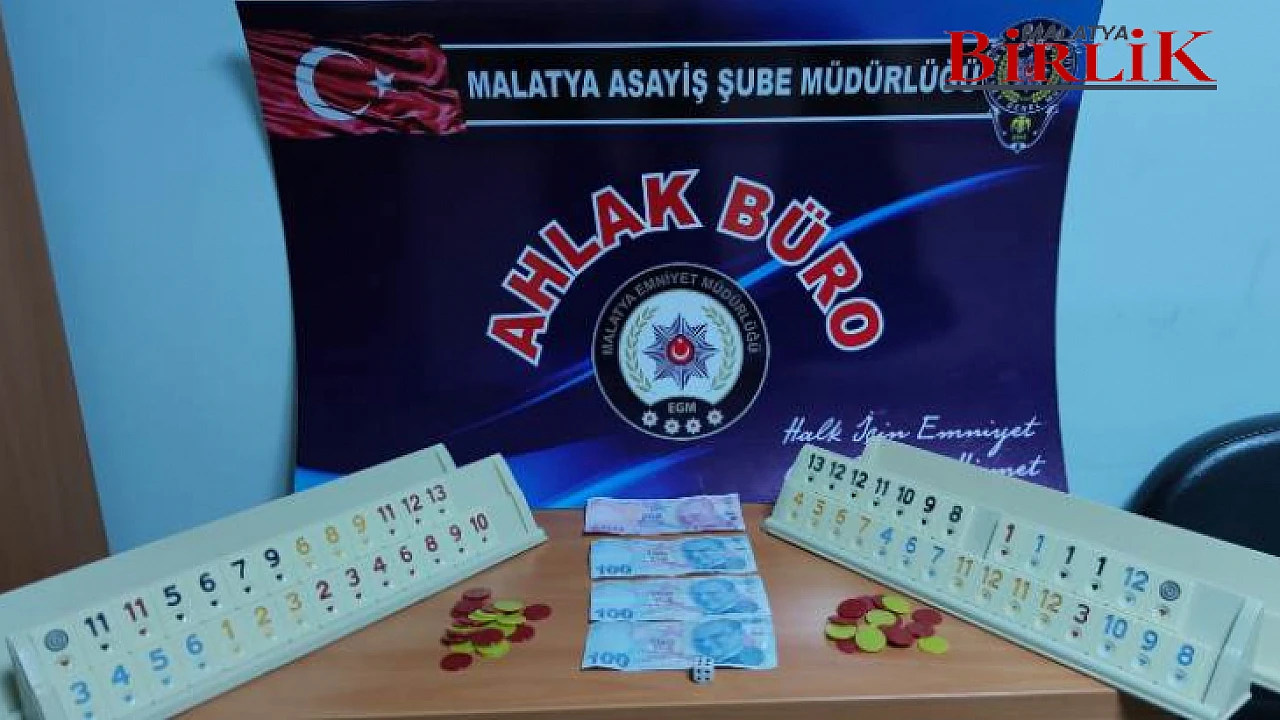 MALATYA
BİRLİK
MALATYA ASAYİŞ ŞUBE MÜDÜRLÜĞÜ
AHLAK BÜRO
MALATYA EMNİYET MÜDÜRLÜĞÜ
EGM
Halk İçin Emniyet
13 12 12 11 10 9 8
1 1 1 1 12
4 5 6 7 4 6 7 11 12 11 12 3 10 9 8
11 11 5 6 7 9 6 8 9 11 12 13
3 4 5 6 1 2 3 2 3 4 6 8 9 10
100
100
100